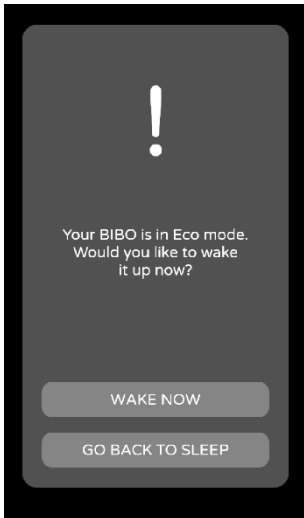 !
Your BIBO is in Eco mode.
Would you like to wake
it up now?
WAKE NOW
GO BACK TO SLEEP